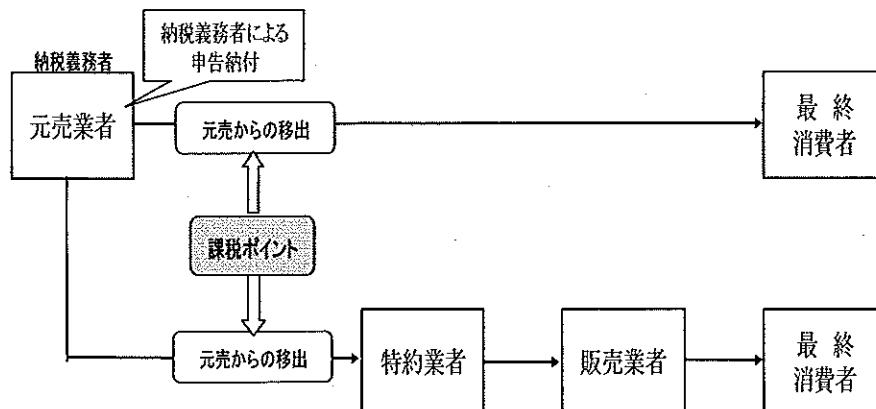 納税義務者による
申告納付
納税義務者
元売業者
元売からの移出
最 終
消費者
課税ポイント
元売からの移出
特約業者
販売業者
最 終
消費者